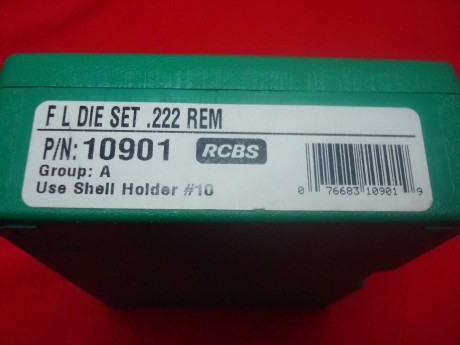 F L DIE SET .222 REM
P/N: 10901 RCBS
Group: A
Use Shell Holder #10
0 76683 10901 9